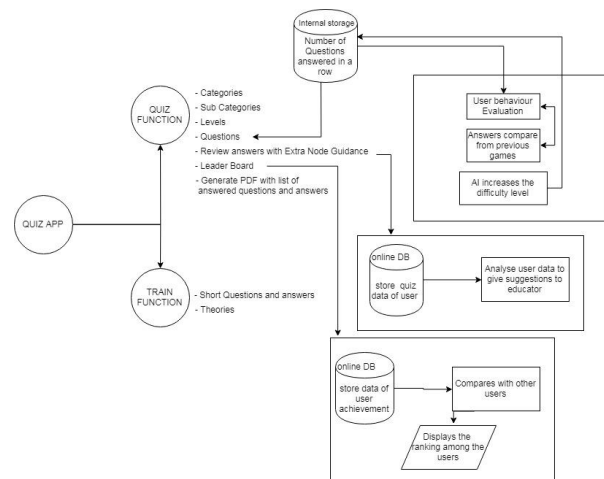 Internal storage
Number of
Questions
answered in a
row
QUIZ
FUNCTION
- Categories
- Sub Categories
- Levels
- Questions
- Review answers with Extra Node Guidance
- Leader Board
- Generate PDF with list of
answered questions and answers
User behaviour
Evaluation
Answers compare
from previous
games
AI increases the
difficulty level
QUIZ APP
online DB
store quiz
data of user
Analyse user data to
give suggestions to
educator
TRAIN
FUNCTION
- Short Questions and answers
- Theories
online DB
store data of
user
achievement
Compares with other
users
Displays the
ranking among the
users